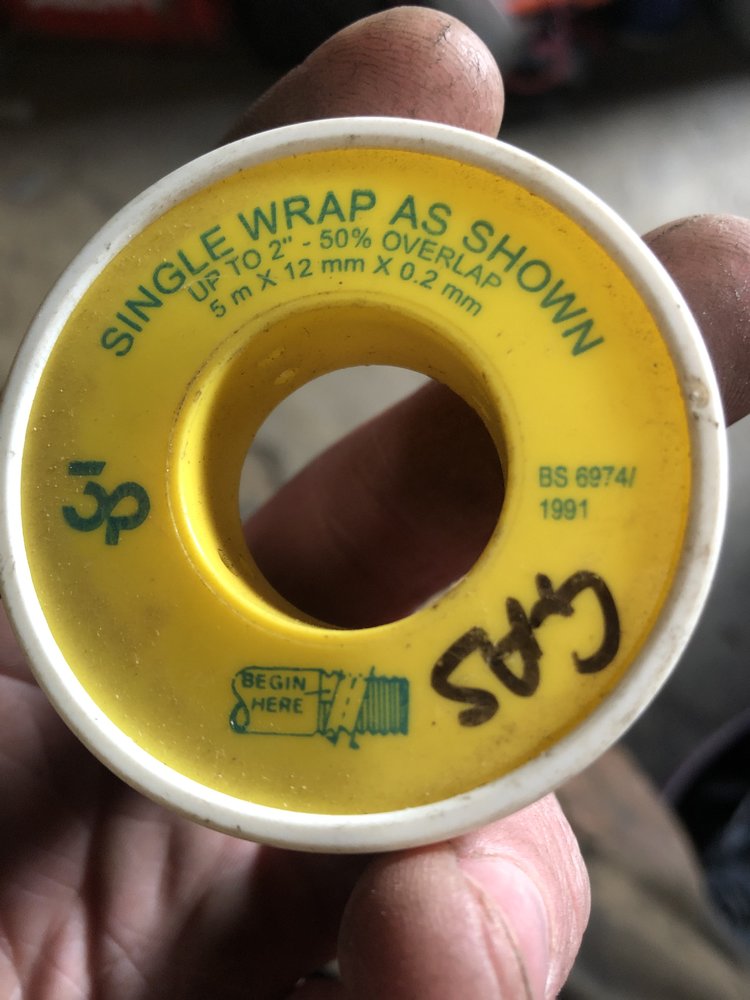 SINGLE WRAP AS SHOWN
UP TO 2" - 50% OVERLAP
5 m X 12 mm X 0.2 mm
BS 6974/
1991
BEGIN
HERE